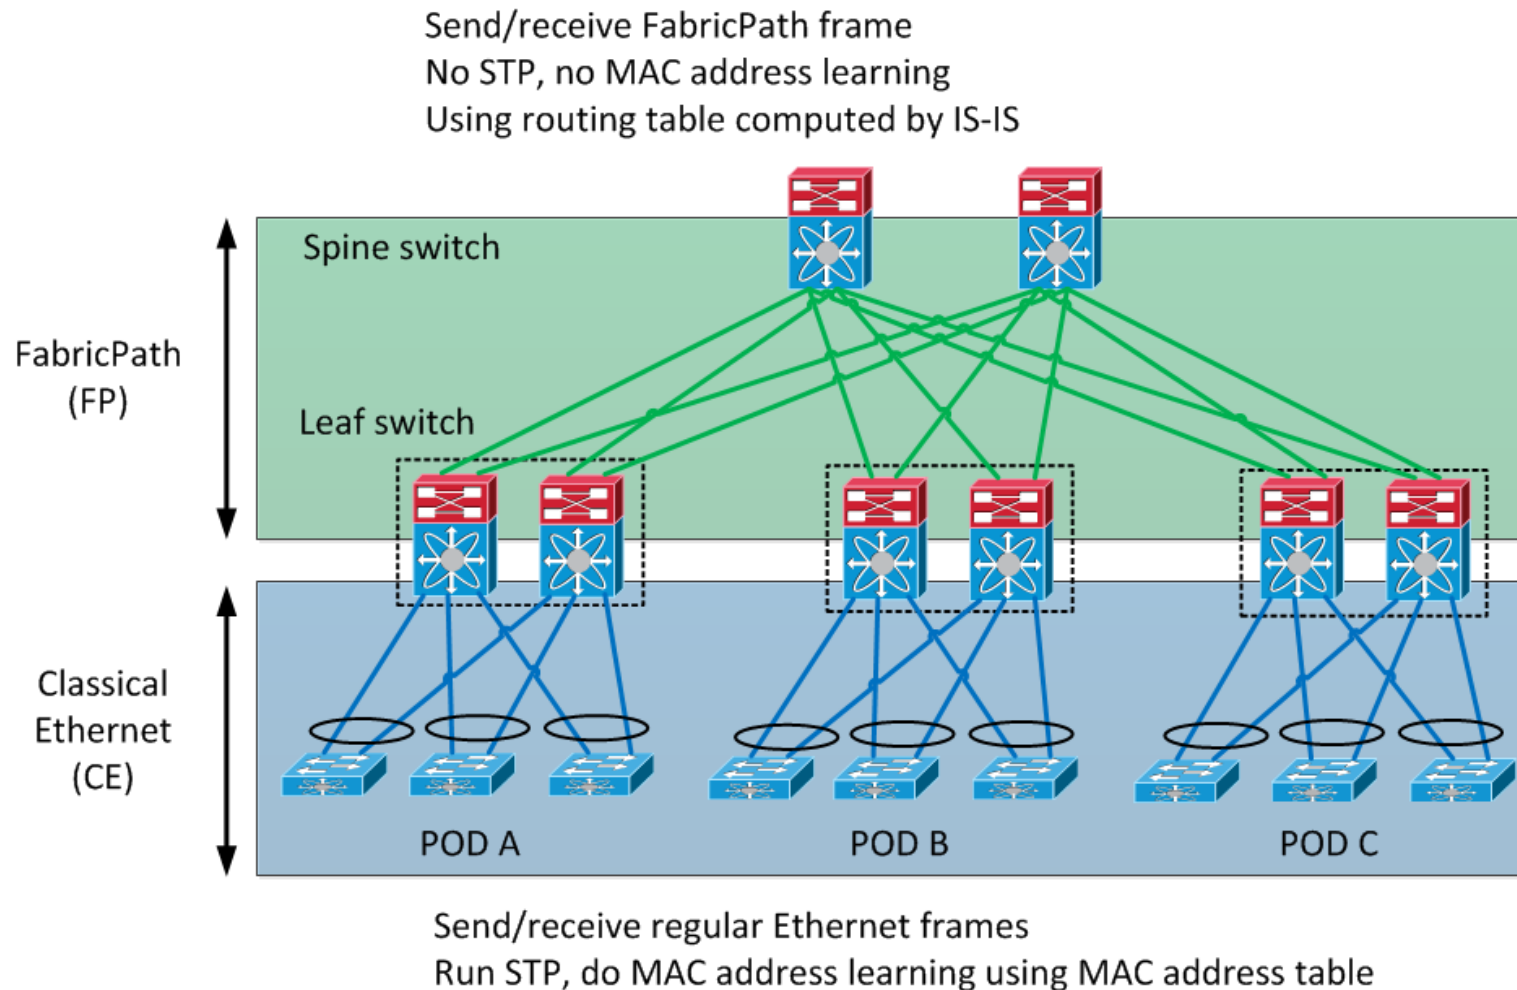 Send/receive FabricPath frame
No STP, no MAC address learning
Using routing table computed by IS-IS
Spine switch
FabricPath
(FP)
Leaf switch
Classical
Ethernet
(CE)
POD A
POD B
POD C
Send/receive regular Ethernet frames
Run STP, do MAC address learning using MAC address table